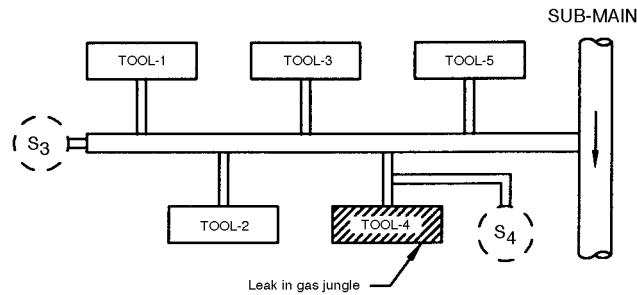 SUB-MAIN
TOOL-1
TOOL-3
TOOL-5
S3
TOOL-2
TOOL-4
S4
Leak in gas jungle